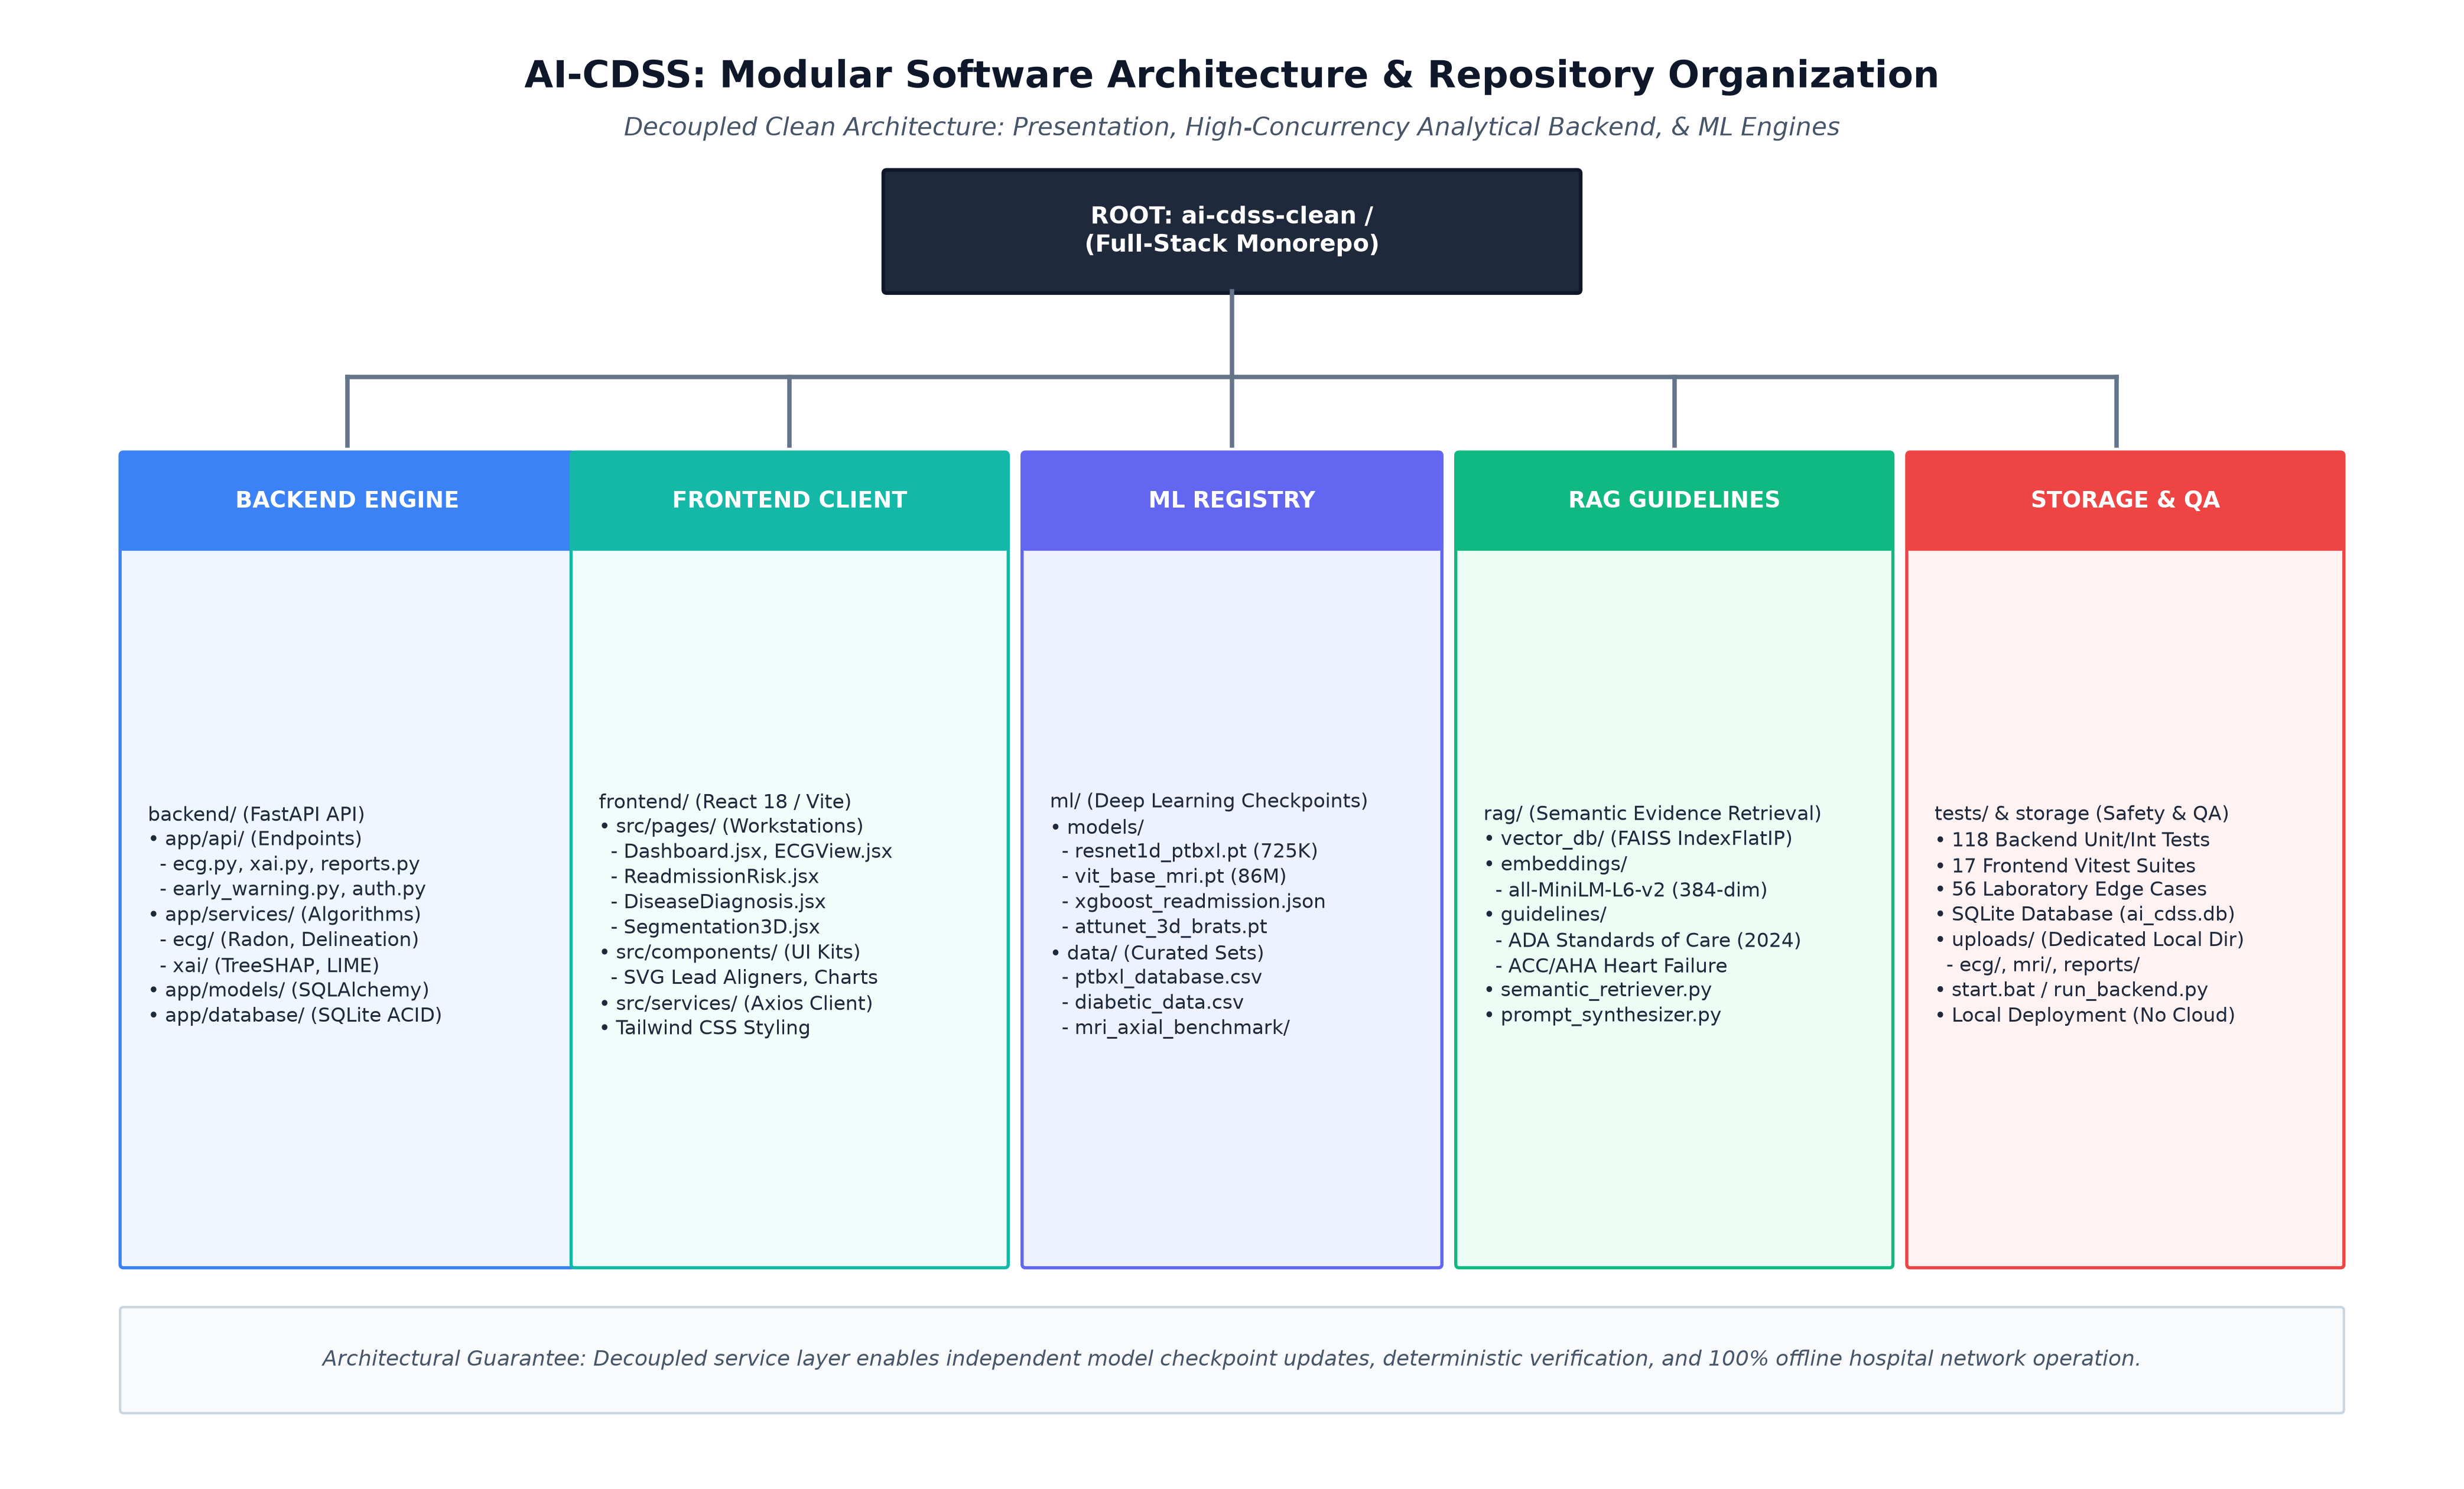 AI-CDSS: Modular Software Architecture & Repository Organization
Decoupled Clean Architecture: Presentation, High-Concurrency Analytical Backend, & ML Engines
ROOT: ai-cdss-clean /
(Full-Stack Monorepo)
BACKEND ENGINE
backend/ (FastAPI API)
• app/api/ (Endpoints)
- ecg.py, xai.py, reports.py
- early_warning.py, auth.py
• app/services/ (Algorithms)
- ecg/ (Radon, Delineation)
- xai/ (TreeSHAP, LIME)
• app/models/ (SQLAlchemy)
• app/database/ (SQLite ACID)
FRONTEND CLIENT
frontend/ (React 18 / Vite)
• src/pages/ (Workstations)
- Dashboard.jsx, ECGView.jsx
- ReadmissionRisk.jsx
- DiseaseDiagnosis.jsx
- Segmentation3D.jsx
• src/components/ (UI Kits)
- SVG Lead Aligners, Charts
• src/services/ (Axios Client)
• Tailwind CSS Styling
ML REGISTRY
ml/ (Deep Learning Checkpoints)
• models/
- resnet1d_ptbxl.pt (725K)
- vit_base_mri.pt (86M)
- xgboost_readmission.json
- attunet_3d_brats.pt
• data/ (Curated Sets)
- ptbxl_database.csv
- diabetic_data.csv
- mri_axial_benchmark/
RAG GUIDELINES
rag/ (Semantic Evidence Retrieval)
• vector_db/ (FAISS IndexFlatIP)
• embeddings/
- all-MiniLM-L6-v2 (384-dim)
• guidelines/
- ADA Standards of Care (2024)
- ACC/AHA Heart Failure
• semantic_retriever.py
• prompt_synthesizer.py
STORAGE & QA
tests/ & storage (Safety & QA)
• 118 Backend Unit/Int Tests
• 17 Frontend Vitest Suites
• 56 Laboratory Edge Cases
• SQLite Database (ai_cdss.db)
• uploads/ (Dedicated Local Dir)
- ecg/, mri/, reports/
• start.bat / run_backend.py
• Local Deployment (No Cloud)
Architectural Guarantee: Decoupled service layer enables independent model checkpoint updates, deterministic verification, and 100% offline hospital network operation.